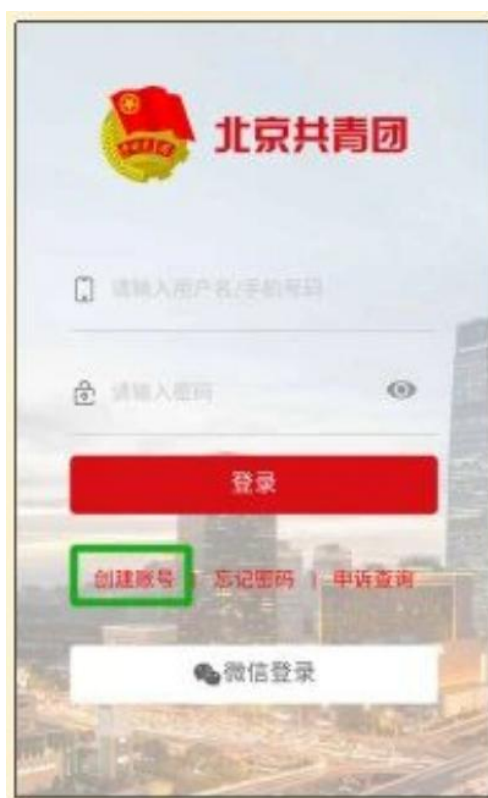 北京共青团
请输入用户名/手机号码
请输入密码
登录
创建账号 | 忘记密码 | 申诉查询
微信登录